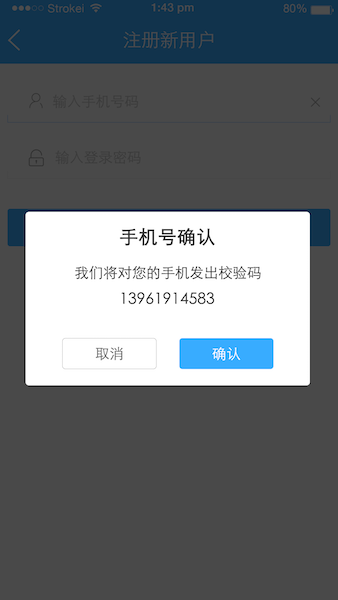 Strokel 1:43 pm 80%
注册新用户
输入手机号码
输入登录密码
手机号确认
我们将对您的手机发出校验码
13961914583
取消 确认